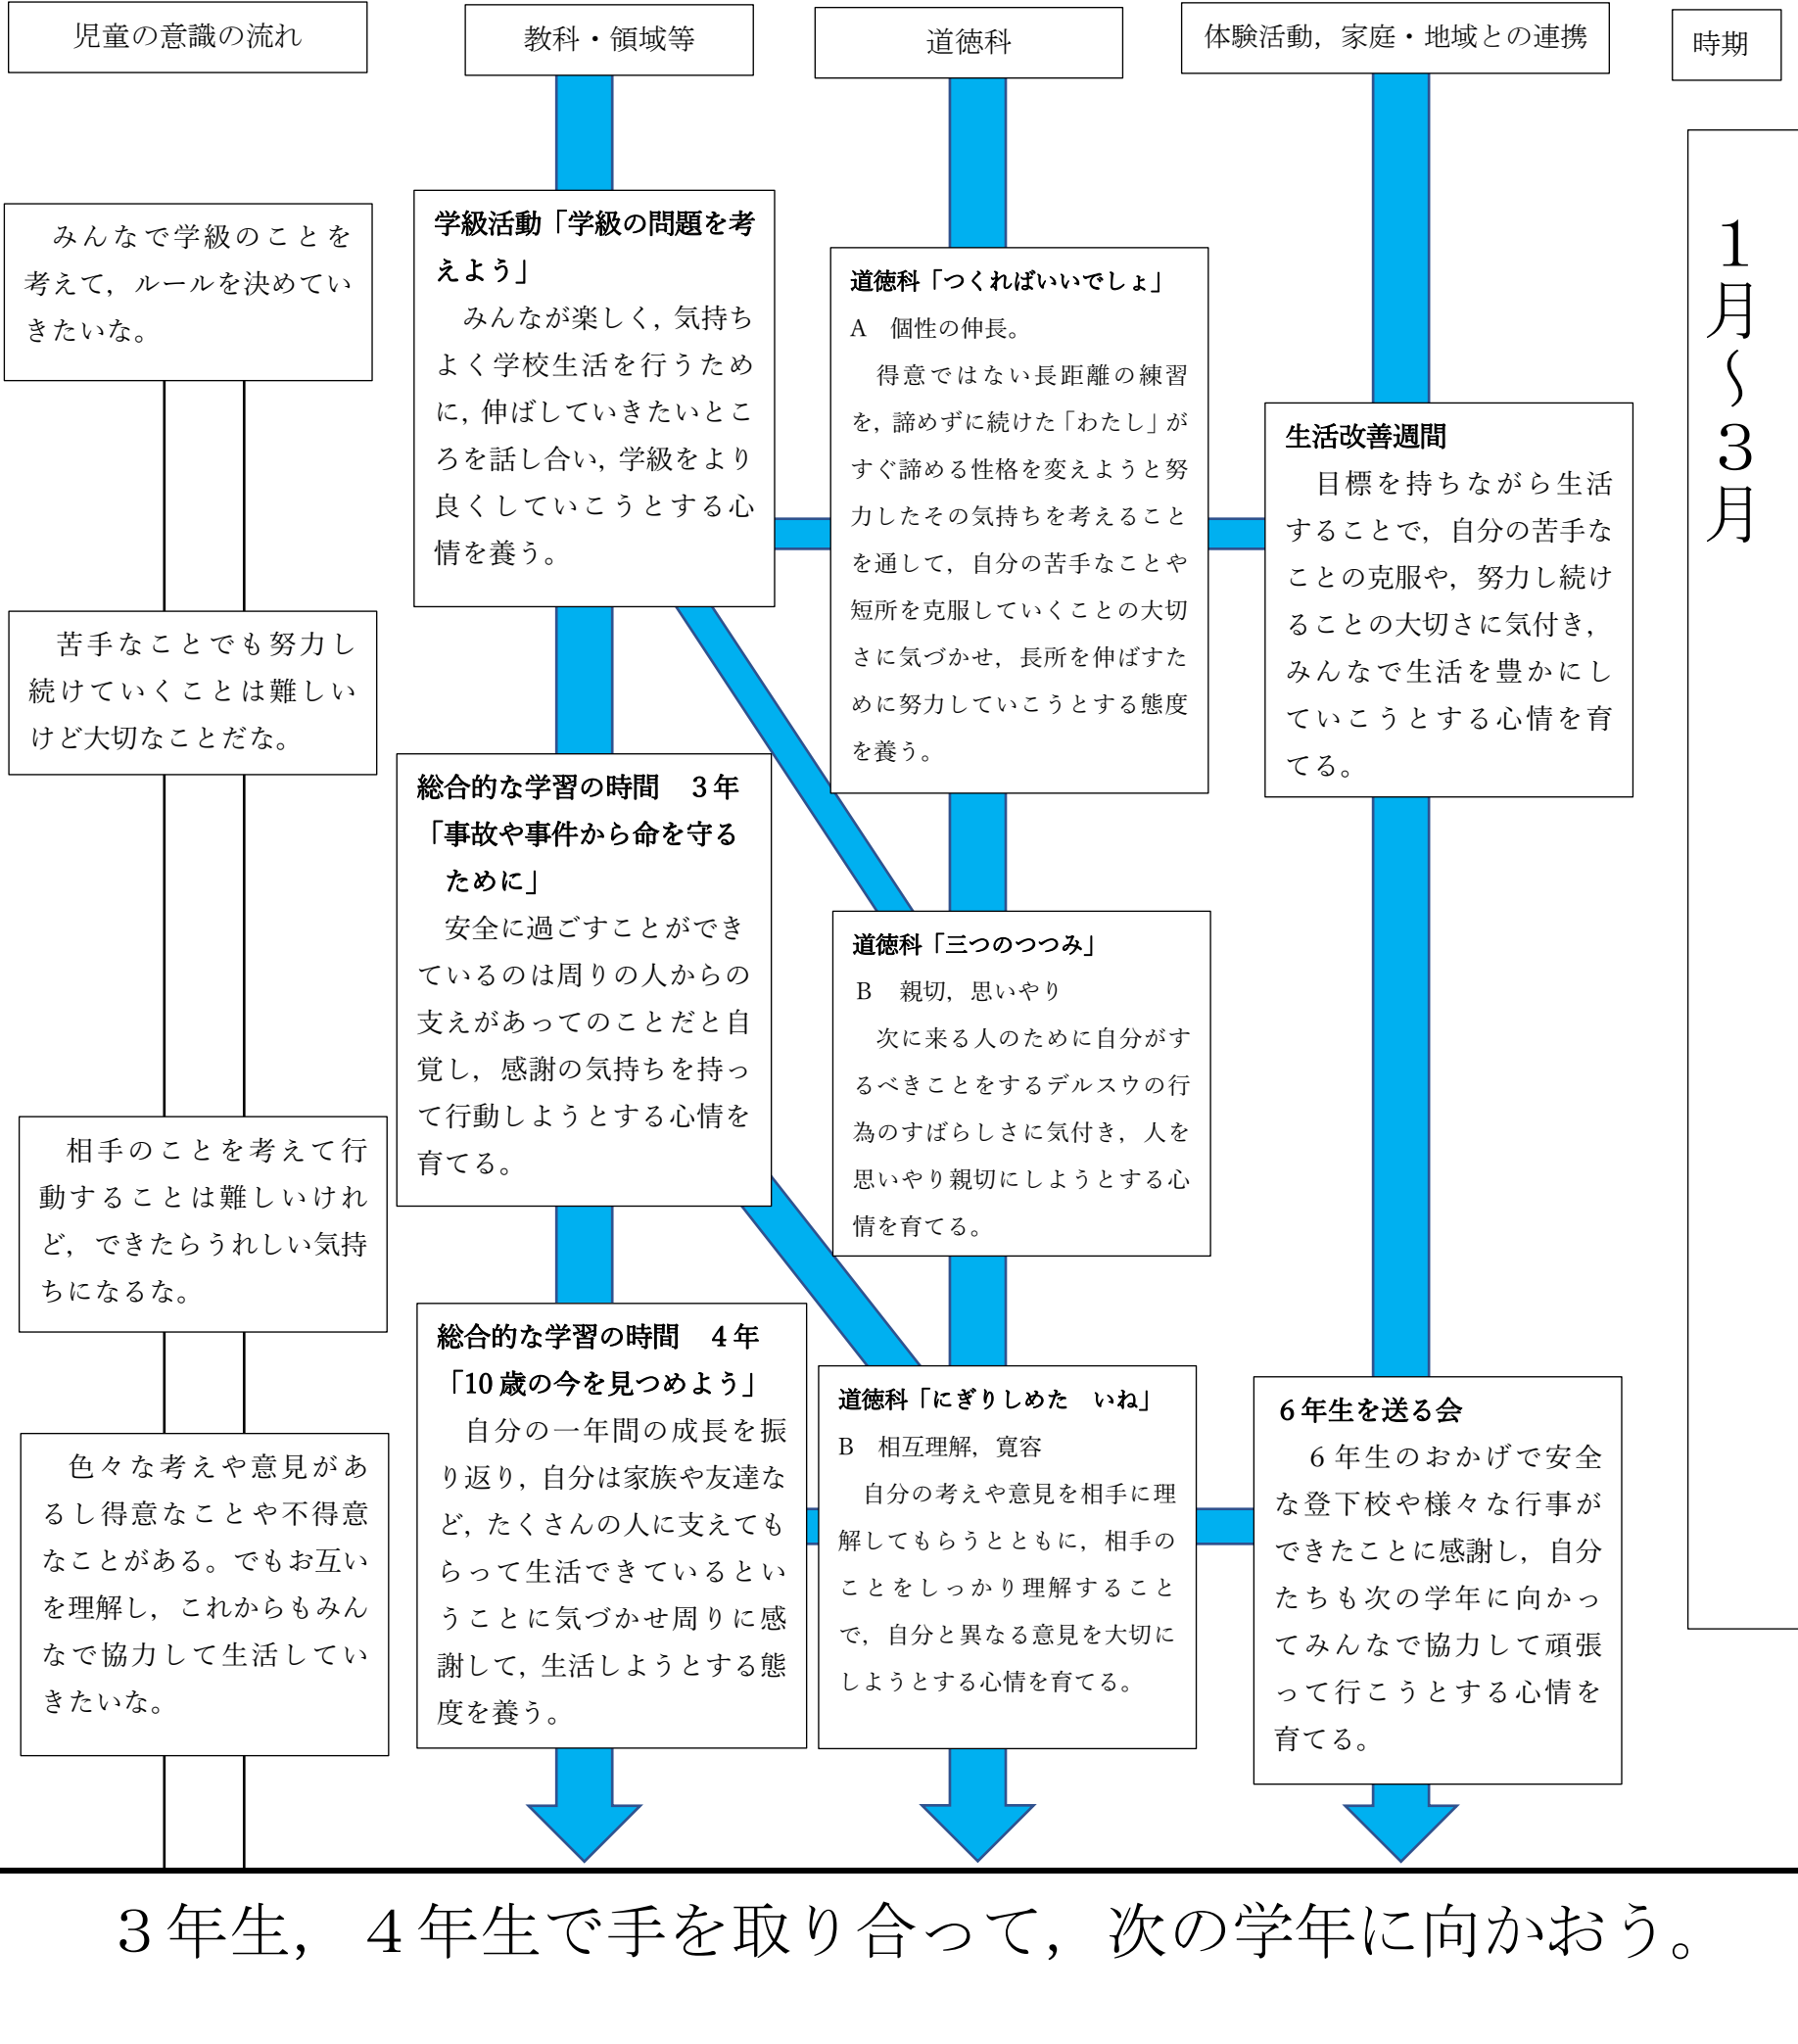 児童の意識の流れ
教科・領域等
道徳科
体験活動，家庭・地域との連携
時期
みんなで学級のことを
考えて，ルールを決めてい
きたいな。
苦手なことでも努力し
続けていくことは難しい
けど大切なことだな。
相手のことを考えて行
動することは難しいけれ
ど，できたらうれしい気持
ちになるな。
色々な考えや意見があ
るし得意なことや不得意
なことがある。でもお互い
を理解し，これからもみん
なで協力して生活してい
きたいな。
学級活動「学級の問題を考
えよう」
みんなが楽しく，気持ち
よく学校生活を行うため
に，伸ばしていきたいとこ
ろを話し合い，学級をより
良くしていこうとする心
情を養う。
総合的な学習の時間　３年
「事故や事件から命を守る
ために」
安全に過ごすことができ
ているのは周りの人からの
支えがあってのことだと自
覚し，感謝の気持ちを持っ
て行動しようとする心情を
育てる。
総合的な学習の時間　４年
「10歳の今を見つめよう」
自分の一年間の成長を振
り返り，自分は家族や友達な
ど，たくさんの人に支えても
らって生活できているとい
うことに気づかせ周りに感
謝して，生活しようとする態
度を養う。
道徳科「つくればいいでしょ」
A　個性の伸長。
得意ではない長距離の練習
を，諦めずに続けた「わたし」が
すぐ諦める性格を変えようと努
力したその気持ちを考えること
を通して，自分の苦手なことや
短所を克服していくことの大切
さに気づかせ，長所を伸ばすた
めに努力していこうとする態度
を養う。
道徳科「三つのつつみ」
B　親切，思いやり
次に来る人のために自分がす
るべきことをするデルスウの行
為のすばらしさに気付き，人を
思いやり親切にしようとする心
情を育てる。
道徳科「にぎりしめた　いね」
B　相互理解，寛容
自分の考えや意見を相手に理
解してもらうとともに，相手の
ことをしっかり理解すること
で，自分と異なる意見を大切に
しようとする心情を育てる。
生活改善週間
目標を持ちながら生活
することで，自分の苦手な
ことの克服や，努力し続け
ることの大切さに気付き，
みんなで生活を豊かにし
ていこうとする心情を育
てる。
６年生を送る会
６年生のおかげで安全
な登下校や様々な行事が
できたことに感謝し，自分
たちも次の学年に向かっ
てみんなで協力して頑張
って行こうとする心情を
育てる。
１月～３月
３年生，４年生で手を取り合って，次の学年に向かおう。